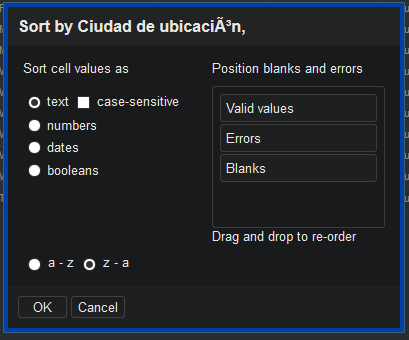 Sort by Ciudad de ubicaciÃ³n,
Sort cell values as
Position blanks and errors
text
case-sensitive
numbers
dates
booleans
Valid values
Errors
Blanks
Drag and drop to re-order
a - z
z - a
OK
Cancel